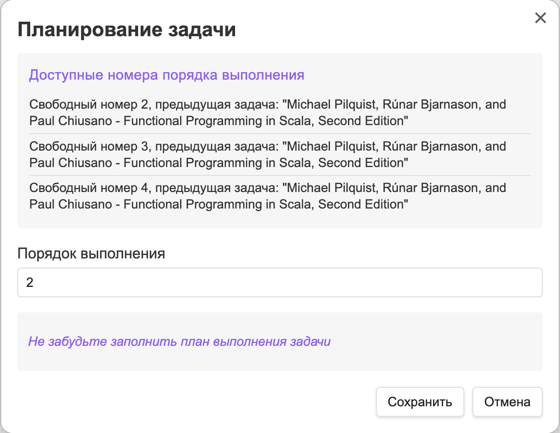 Планирование задачи
Доступные номера порядка выполнения
Свободный номер 2, предыдущая задача: "Michael Pilquist, Rúnar Bjarnason, and
Paul Chiusano - Functional Programming in Scala, Second Edition"
Свободный номер 3, предыдущая задача: "Michael Pilquist, Rúnar Bjarnason, and
Paul Chiusano - Functional Programming in Scala, Second Edition"
Свободный номер 4, предыдущая задача: "Michael Pilquist, Rúnar Bjarnason, and
Paul Chiusano - Functional Programming in Scala, Second Edition"
Порядок выполнения
2
Не забудьте заполнить план выполнения задачи
Сохранить
Отмена